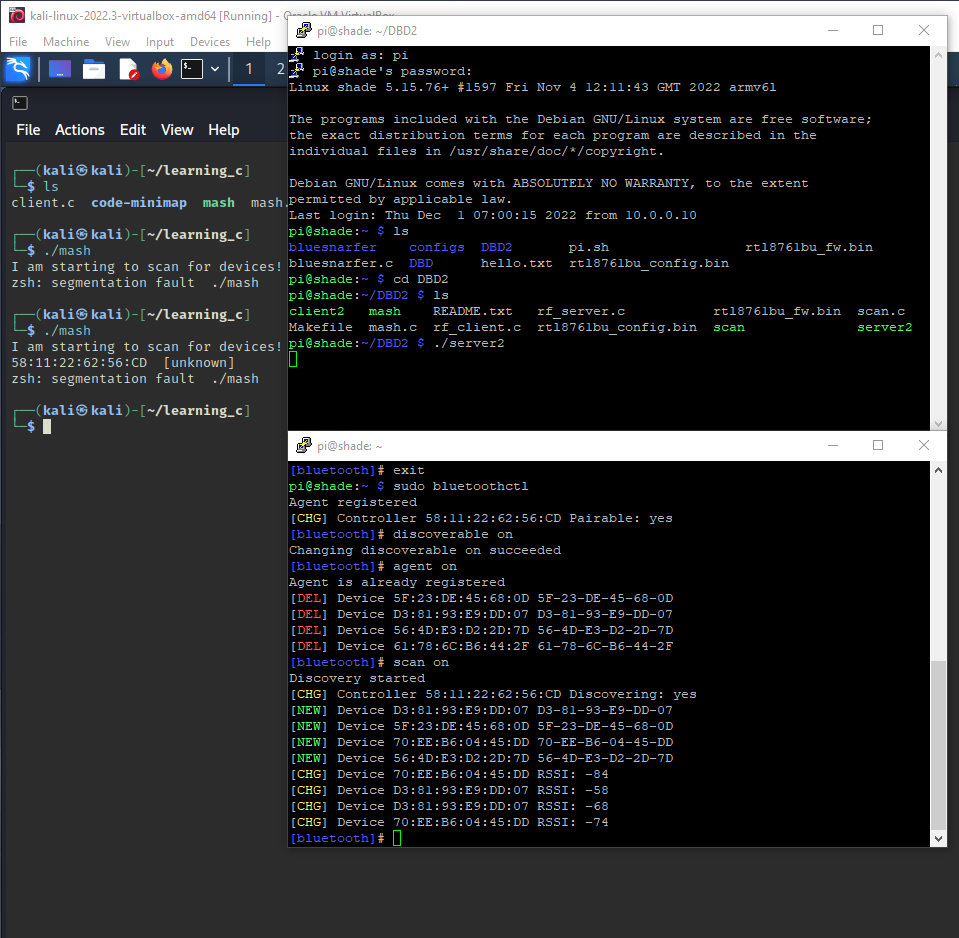 kali-linux-2022.3-virtualbox-amd64 [Running] - Oracle VM VirtualBox
File Machine View Input Devices Help
1 2
File Actions Edit View Help
┌──(kali㉿kali)-[~/learning_c]
└─$ ls
client.c code-minimap mash mash.
┌──(kali㉿kali)-[~/learning_c]
└─$ ./mash
I am starting to scan for devices!
zsh: segmentation fault ./mash
┌──(kali㉿kali)-[~/learning_c]
└─$ ./mash
I am starting to scan for devices!
58:11:22:62:56:CD [unknown]
zsh: segmentation fault ./mash
┌──(kali㉿kali)-[~/learning_c]
└─$
pi@shade: ~/DBD2
login as: pi
pi@shade's password:
Linux shade 5.15.76+ #1597 Fri Nov 4 12:11:43 GMT 2022 armv6l
The programs included with the Debian GNU/Linux system are free software;
the exact distribution terms for each program are described in the
individual files in /usr/share/doc/*/copyright.
Debian GNU/Linux comes with ABSOLUTELY NO WARRANTY, to the extent
permitted by applicable law.
Last login: Thu Dec 1 07:00:15 2022 from 10.0.0.10
pi@shade:~ $ ls
bluesnarfer configs DBD2 pi.sh rtl8761bu_fw.bin
bluesnarfer.c DBD hello.txt rtl8761bu_config.bin
pi@shade:~ $ cd DBD2
pi@shade:~/DBD2 $ ls
client2 mash README.txt rf_server.c rtl8761bu_fw.bin scan.c
Makefile mash.c rf_client.c rtl8761bu_config.bin scan server2
pi@shade:~/DBD2 $ ./server2
pi@shade: ~
[bluetooth]# exit
pi@shade:~ $ sudo bluetoothctl
Agent registered
[CHG] Controller 58:11:22:62:56:CD Pairable: yes
[bluetooth]# discoverable on
Changing discoverable on succeeded
[bluetooth]# agent on
Agent is already registered
[DEL] Device 5F:23:DE:45:68:0D 5F-23-DE-45-68-0D
[DEL] Device D3:81:93:E9:DD:07 D3-81-93-E9-DD-07
[DEL] Device 56:4D:E3:D2:2D:7D 56-4D-E3-D2-2D-7D
[DEL] Device 61:78:6C:B6:44:2F 61-78-6C-B6-44-2F
[bluetooth]# scan on
Discovery started
[CHG] Controller 58:11:22:62:56:CD Discovering: yes
[NEW] Device D3:81:93:E9:DD:07 D3-81-93-E9-DD-07
[NEW] Device 5F:23:DE:45:68:0D 5F-23-DE-45-68-0D
[NEW] Device 70:EE:B6:04:45:DD 70-EE-B6-04-45-DD
[NEW] Device 56:4D:E3:D2:2D:7D 56-4D-E3-D2-2D-7D
[CHG] Device 70:EE:B6:04:45:DD RSSI: -84
[CHG] Device D3:81:93:E9:DD:07 RSSI: -58
[CHG] Device D3:81:93:E9:DD:07 RSSI: -68
[CHG] Device 70:EE:B6:04:45:DD RSSI: -74
[bluetooth]#